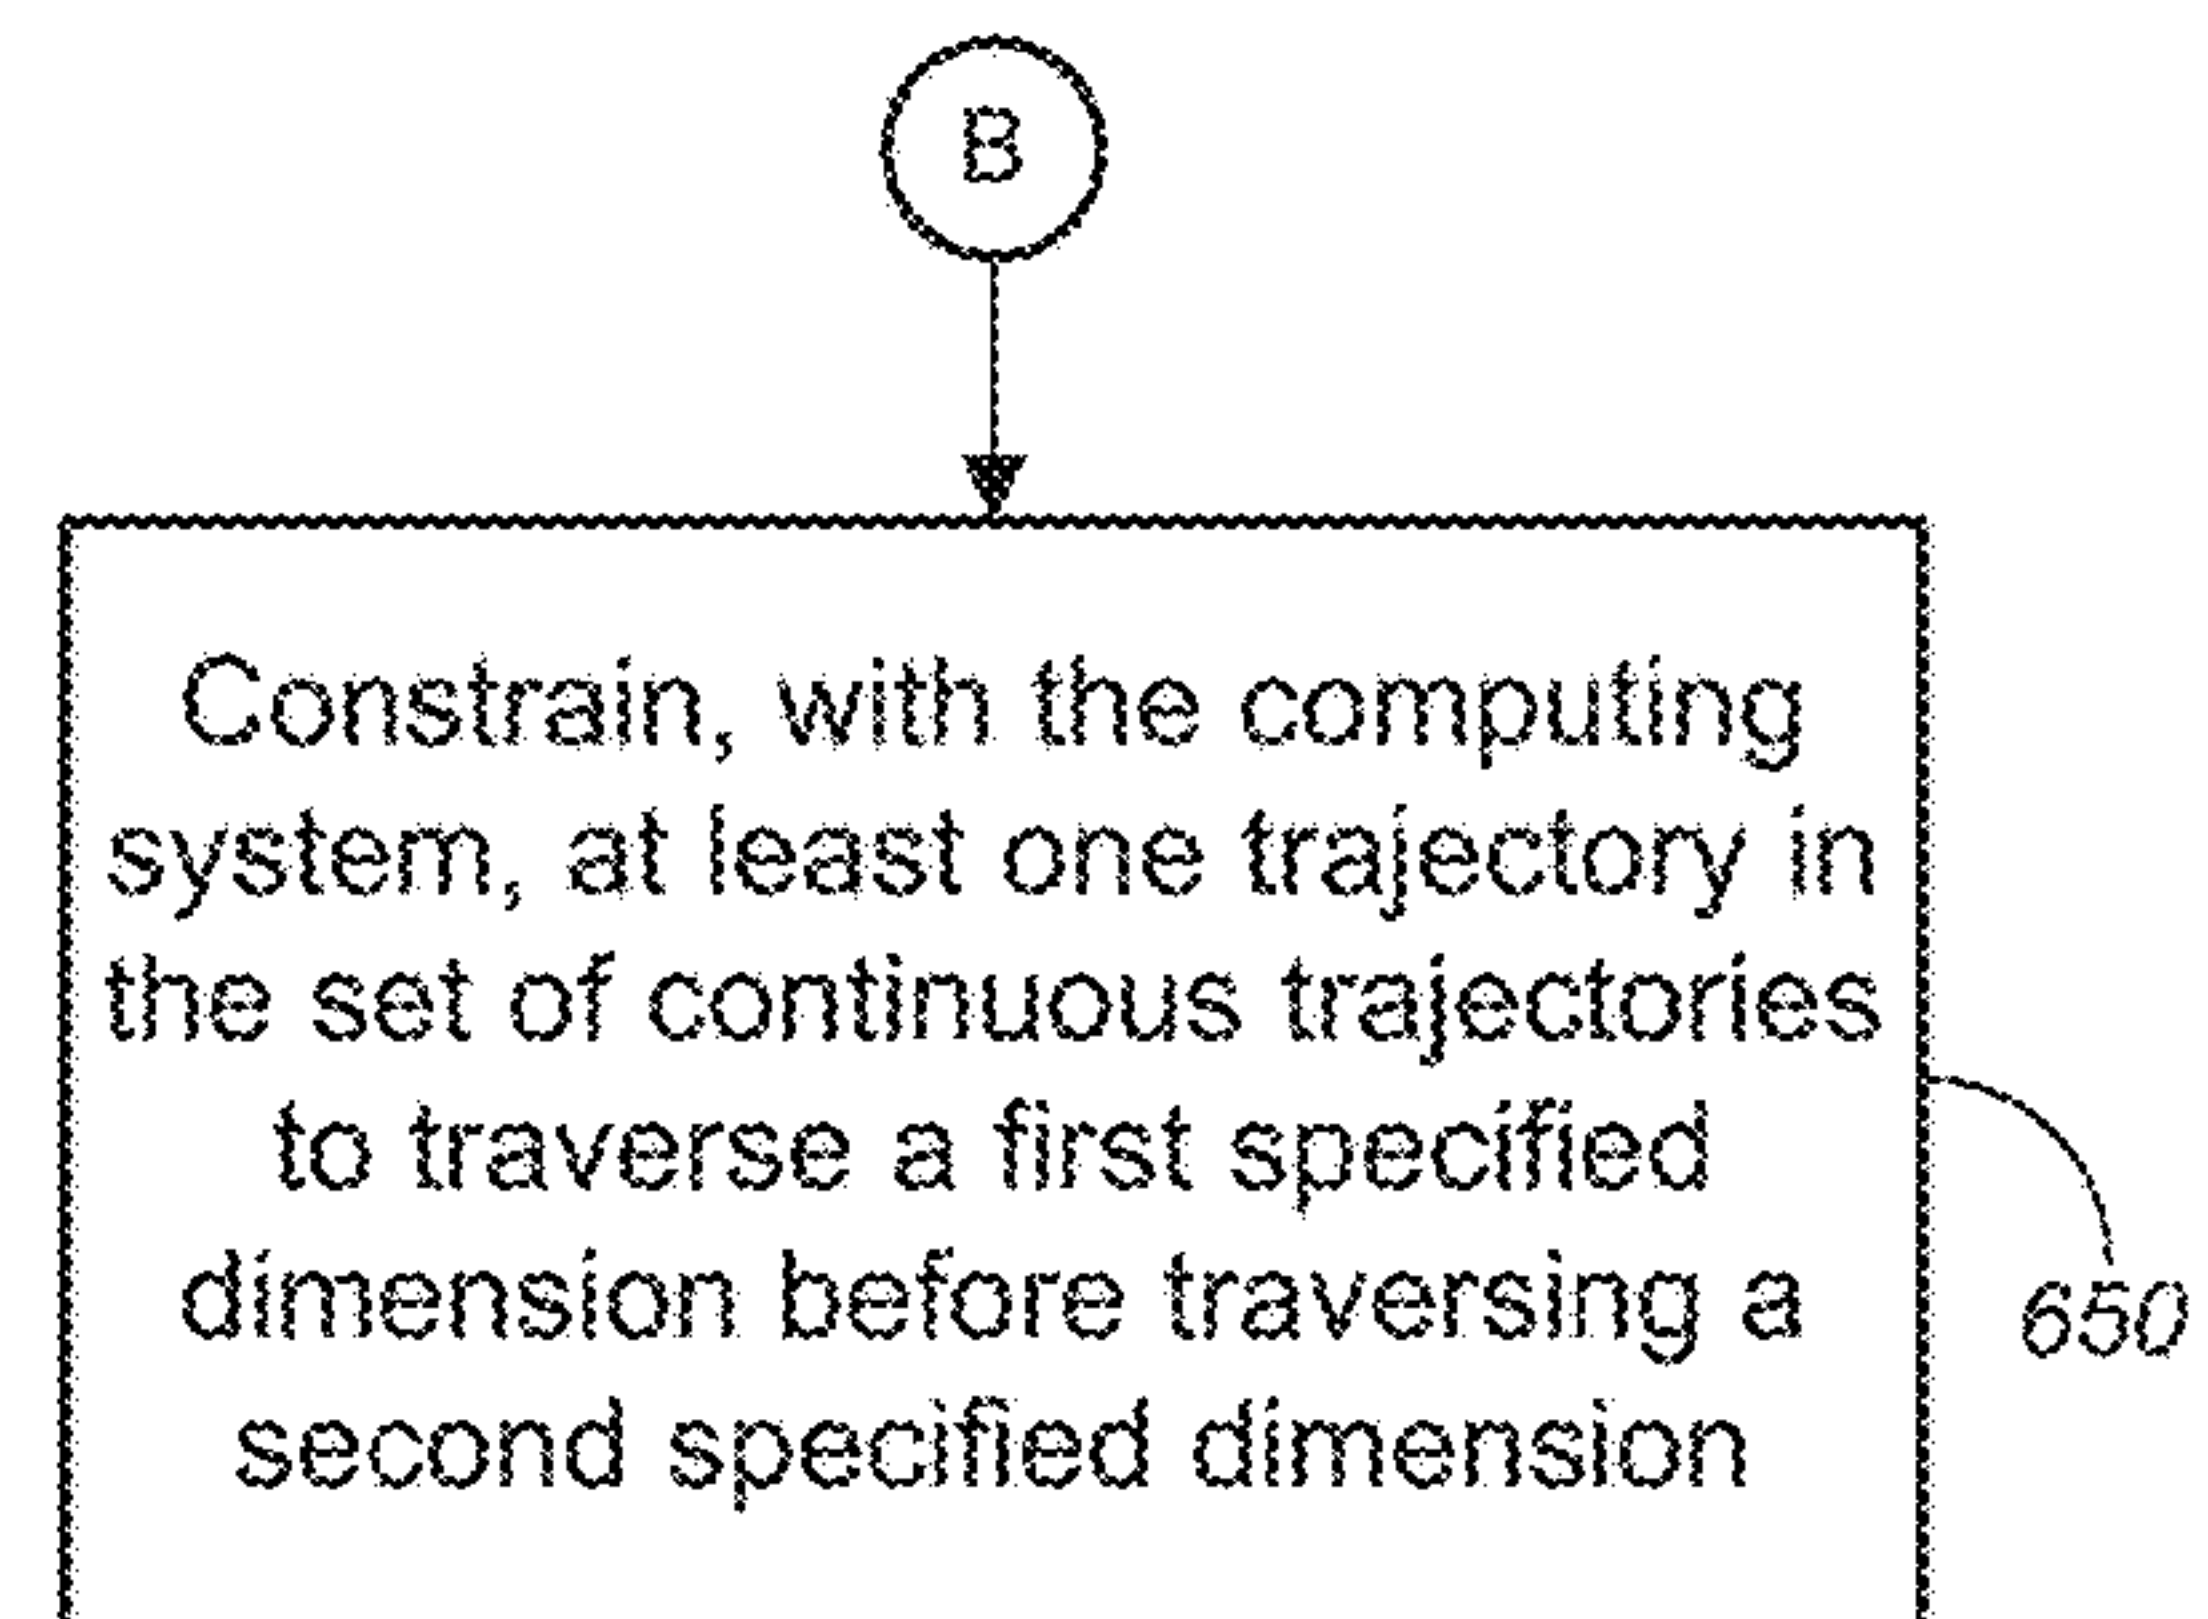 B
Constrain, with the computing
system, at least one trajectory in
the set of continuous trajectories
to traverse a first specified
dimension before traversing a
second specified dimension
650